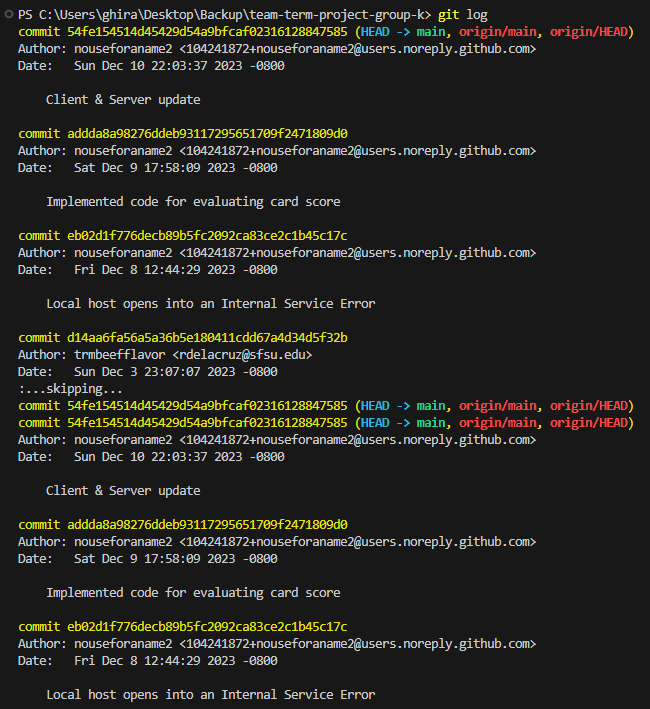 PS C:\Users\ghira\Desktop\Backup\team-term-project-group-k> git log
commit 54fe154514d45429d54a9bfcaf02316128847585 (HEAD -> main, origin/main, origin/HEAD)
Author: nouseforaname2 <104241872+nouseforaname2@users.noreply.github.com>
Date:   Sun Dec 10 22:03:37 2023 -0800
    Client & Server update
commit addda8a98276ddeb93117295651709f2471809d0
Author: nouseforaname2 <104241872+nouseforaname2@users.noreply.github.com>
Date:   Sat Dec 9 17:58:09 2023 -0800
    Implemented code for evaluating card score
commit eb02d1f776decb89b5fc2092ca83ce2c1b45c17c
Author: nouseforaname2 <104241872+nouseforaname2@users.noreply.github.com>
Date:   Fri Dec 8 12:44:29 2023 -0800
    Local host opens into an Internal Service Error
commit d14aa6fa56a5a36b5e180411cdd67a4d34d5f32b
Author: trmbeefflavor <rdelacruz@sfsu.edu>
Date:   Sun Dec 3 23:07:07 2023 -0800
:...skipping...
commit 54fe154514d45429d54a9bfcaf02316128847585 (HEAD -> main, origin/main, origin/HEAD)
commit 54fe154514d45429d54a9bfcaf02316128847585 (HEAD -> main, origin/main, origin/HEAD)
Author: nouseforaname2 <104241872+nouseforaname2@users.noreply.github.com>
Date:   Sun Dec 10 22:03:37 2023 -0800
    Client & Server update
commit addda8a98276ddeb93117295651709f2471809d0
Author: nouseforaname2 <104241872+nouseforaname2@users.noreply.github.com>
Date:   Sat Dec 9 17:58:09 2023 -0800
    Implemented code for evaluating card score
commit eb02d1f776decb89b5fc2092ca83ce2c1b45c17c
Author: nouseforaname2 <104241872+nouseforaname2@users.noreply.github.com>
Date:   Fri Dec 8 12:44:29 2023 -0800
    Local host opens into an Internal Service Error